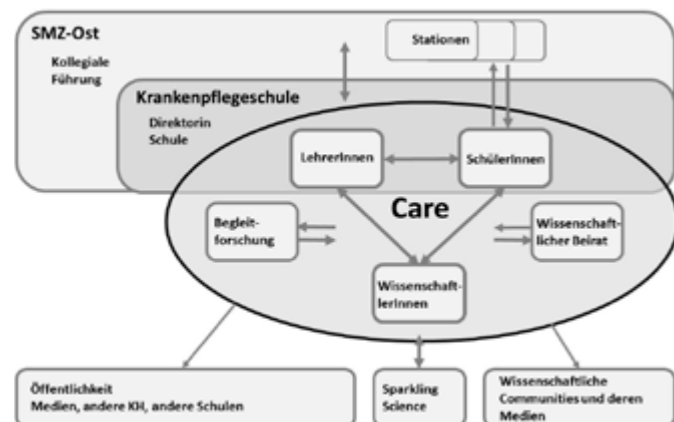 SMZ-Ost
Kollegiale
Führung
Stationen
Krankenpflegeschule
Direktorin
Schule
LehrerInnen
SchülerInnen
Care
Begleit-
forschung
Wissenschaft-
licher Beirat
Wissenschaft-
lerInnen
Öffentlichkeit
Medien, andere KH, andere Schulen
Sparkling
Science
Wissenschaftliche
Communities und deren
Medien